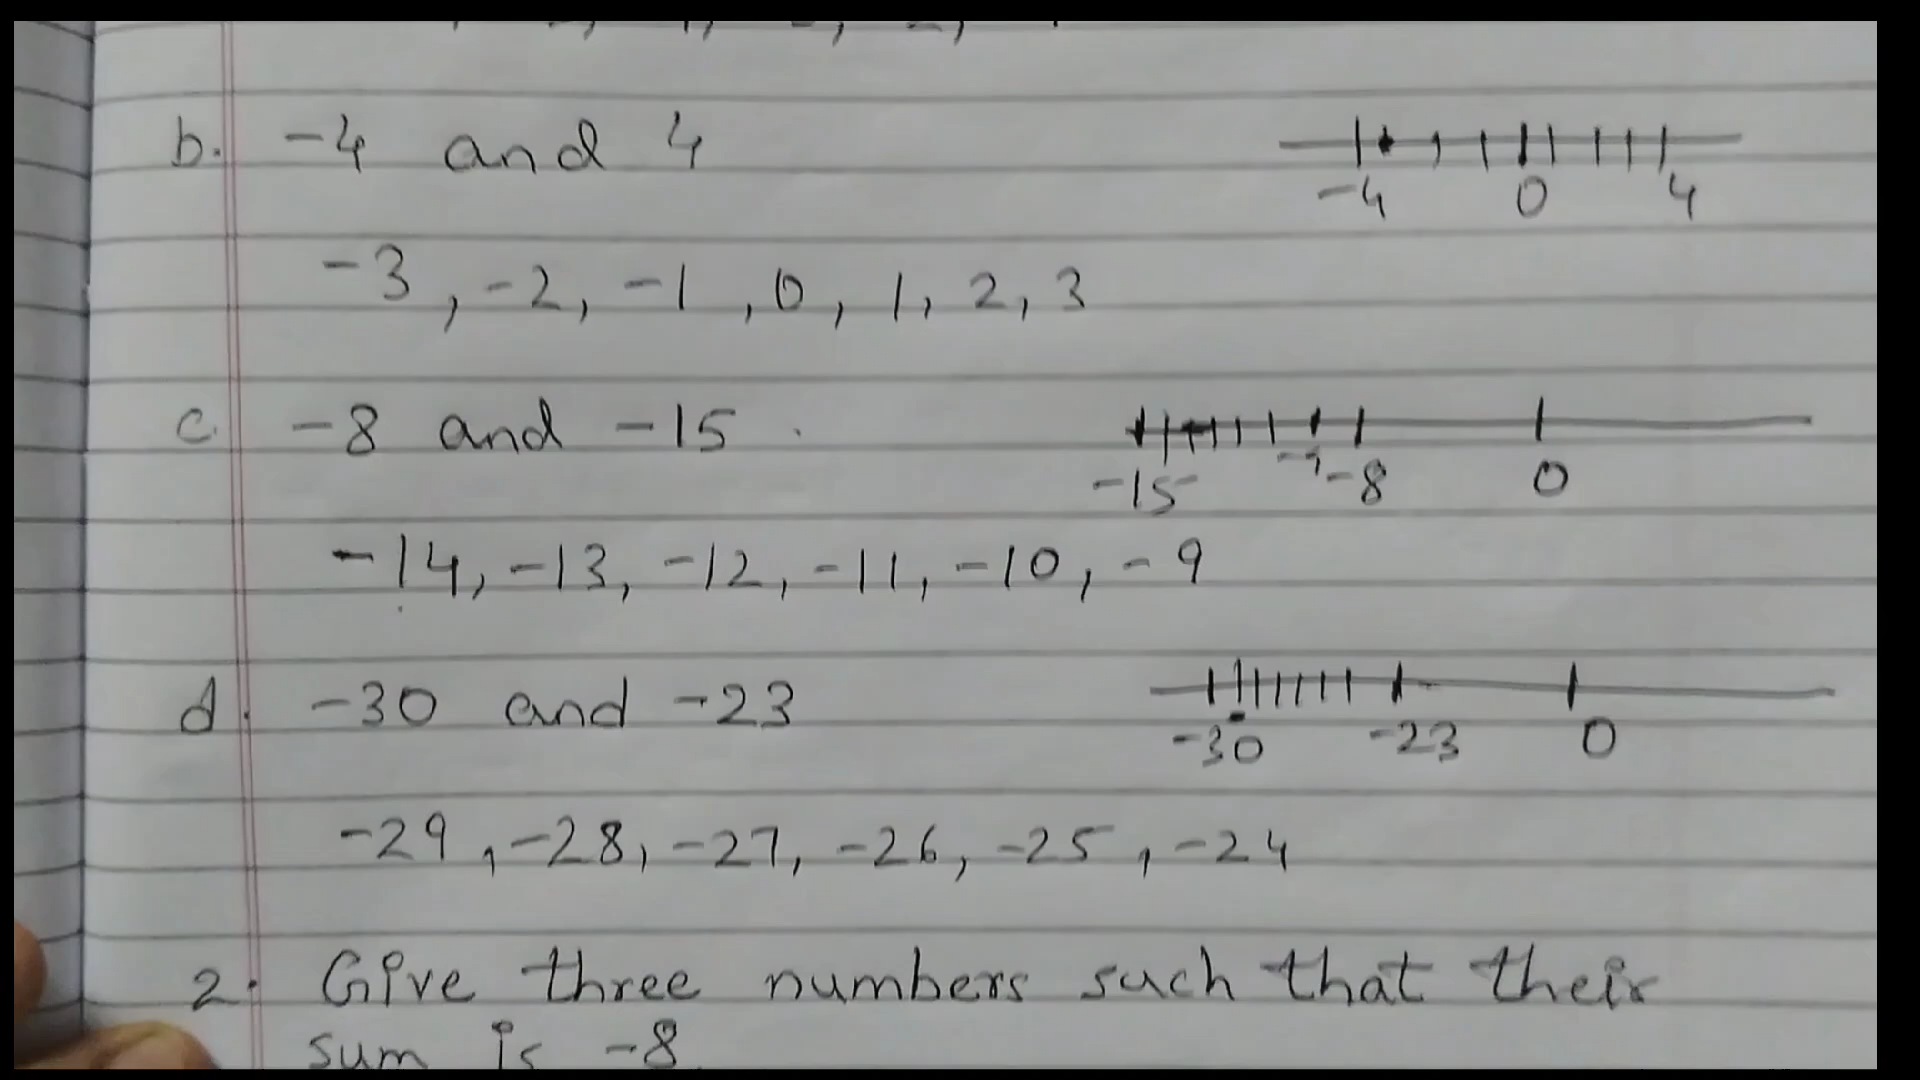 b. -4 and 4
-4 0 4
-3, -2, -1, 0, 1, 2, 3
c. -8 and -15.
-15 -9 -8 0
-14, -13, -12, -11, -10, -9
d. -30 and -23
-30 -23 0
-29, -28, -27, -26, -25, -24
2. Give three numbers such that their
sum is -8